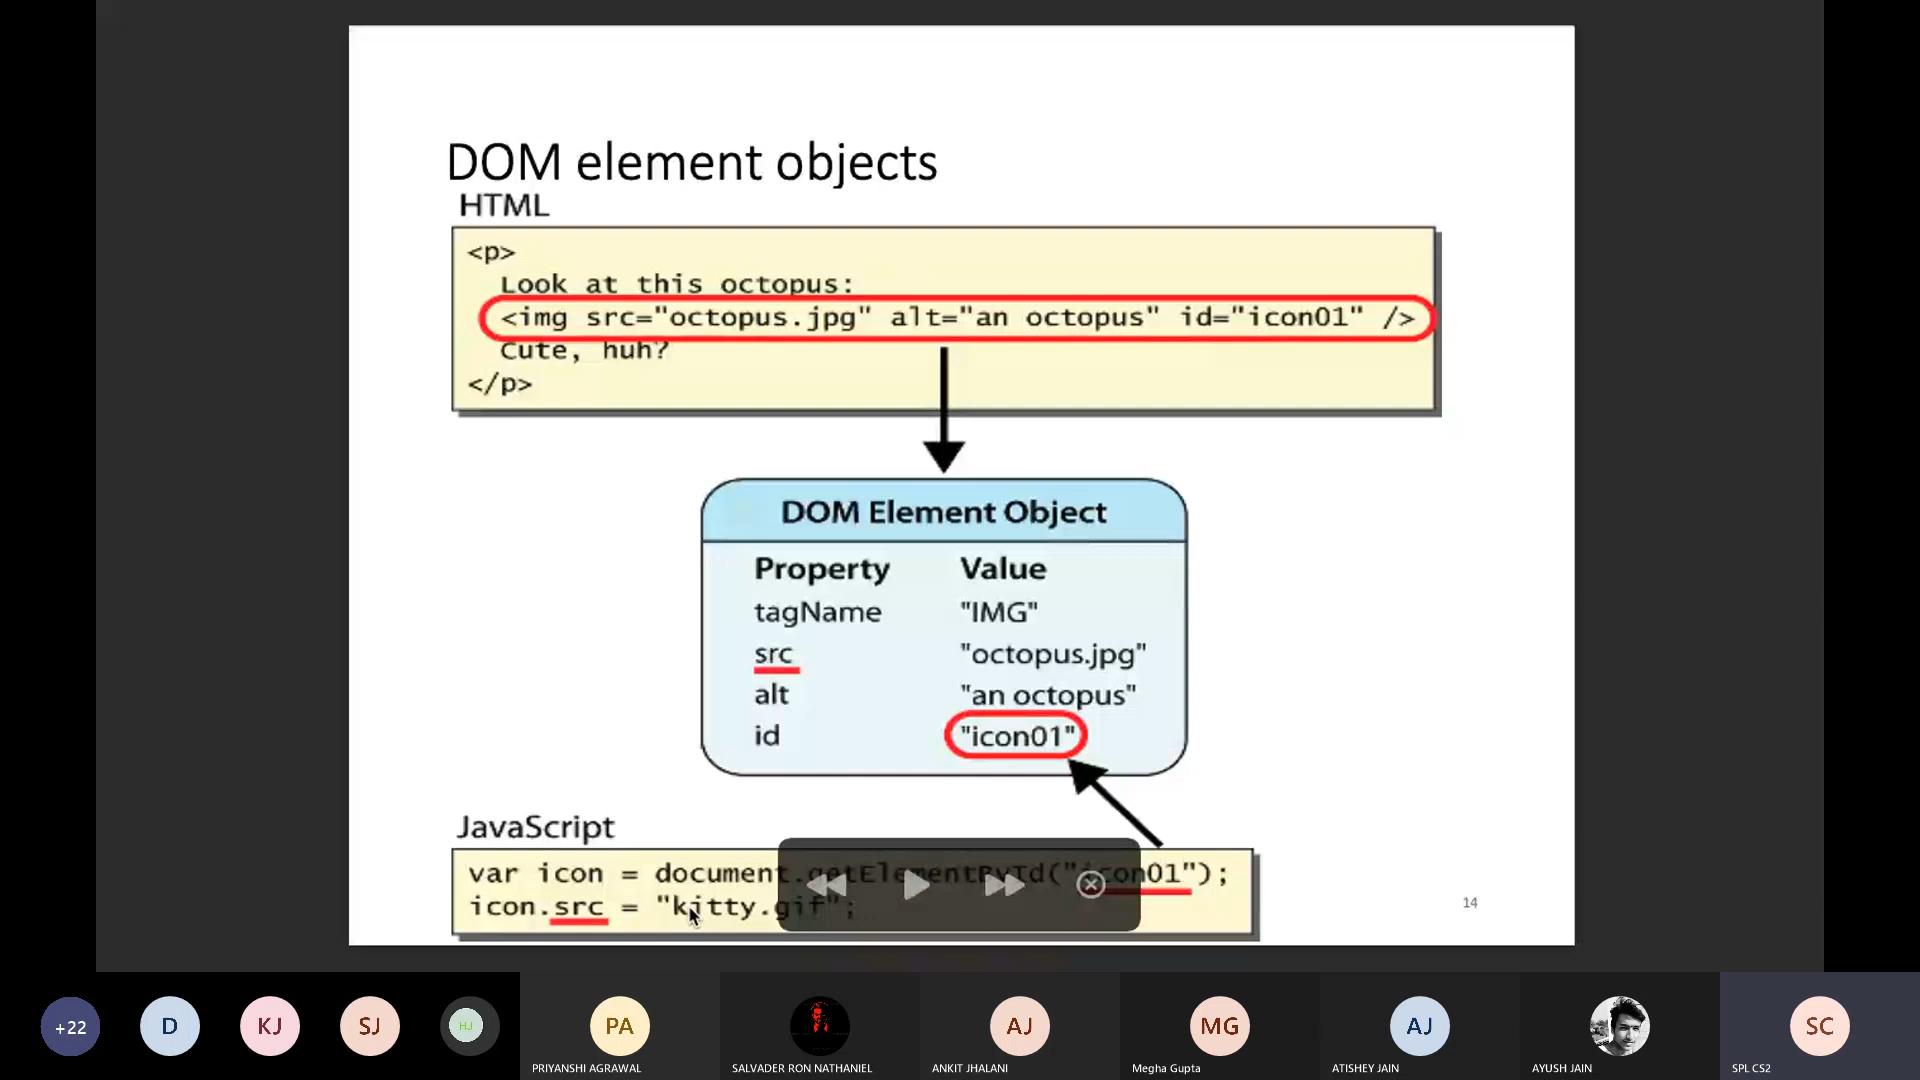 DOM element objects
HTML
<p>
Look at this octopus:
<img src="octopus.jpg" alt="an octopus" id="icon01" />
Cute, huh?
</p>
DOM Element Object
Property Value
tagName "IMG"
src "octopus.jpg"
alt "an octopus"
id "icon01"
JavaScript
var icon = document.getElementById("icon01");
icon.src = "kitty.gif";
14
+22 D KJ SJ HJ PA AJ MG AJ SC
PRIYANSHI AGRAWAL SALVADER RON NATHANIEL ANKIT JHALANI Megha Gupta ATISHEY JAIN AYUSH JAIN SPL CS2